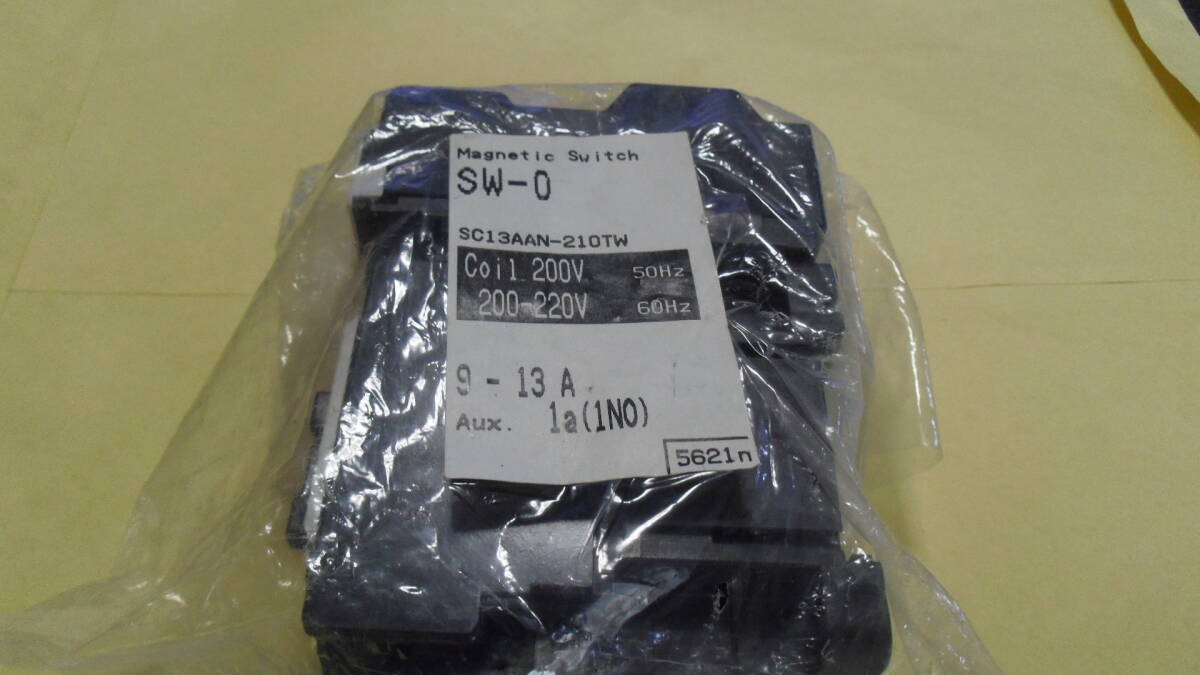 Magnetic Switch
SW-0
SC13AAN-210TW
Coil 200V 50Hz
200-220V 60Hz
9 - 13 A
Aux. 1a(1NO)
5621n